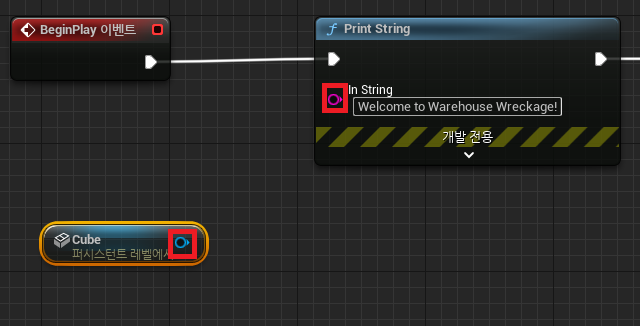 BeginPlay 이벤트
Print String
In String
Welcome to Warehouse Wreckage!
개발 전용
Cube
퍼시스턴트 레벨에서